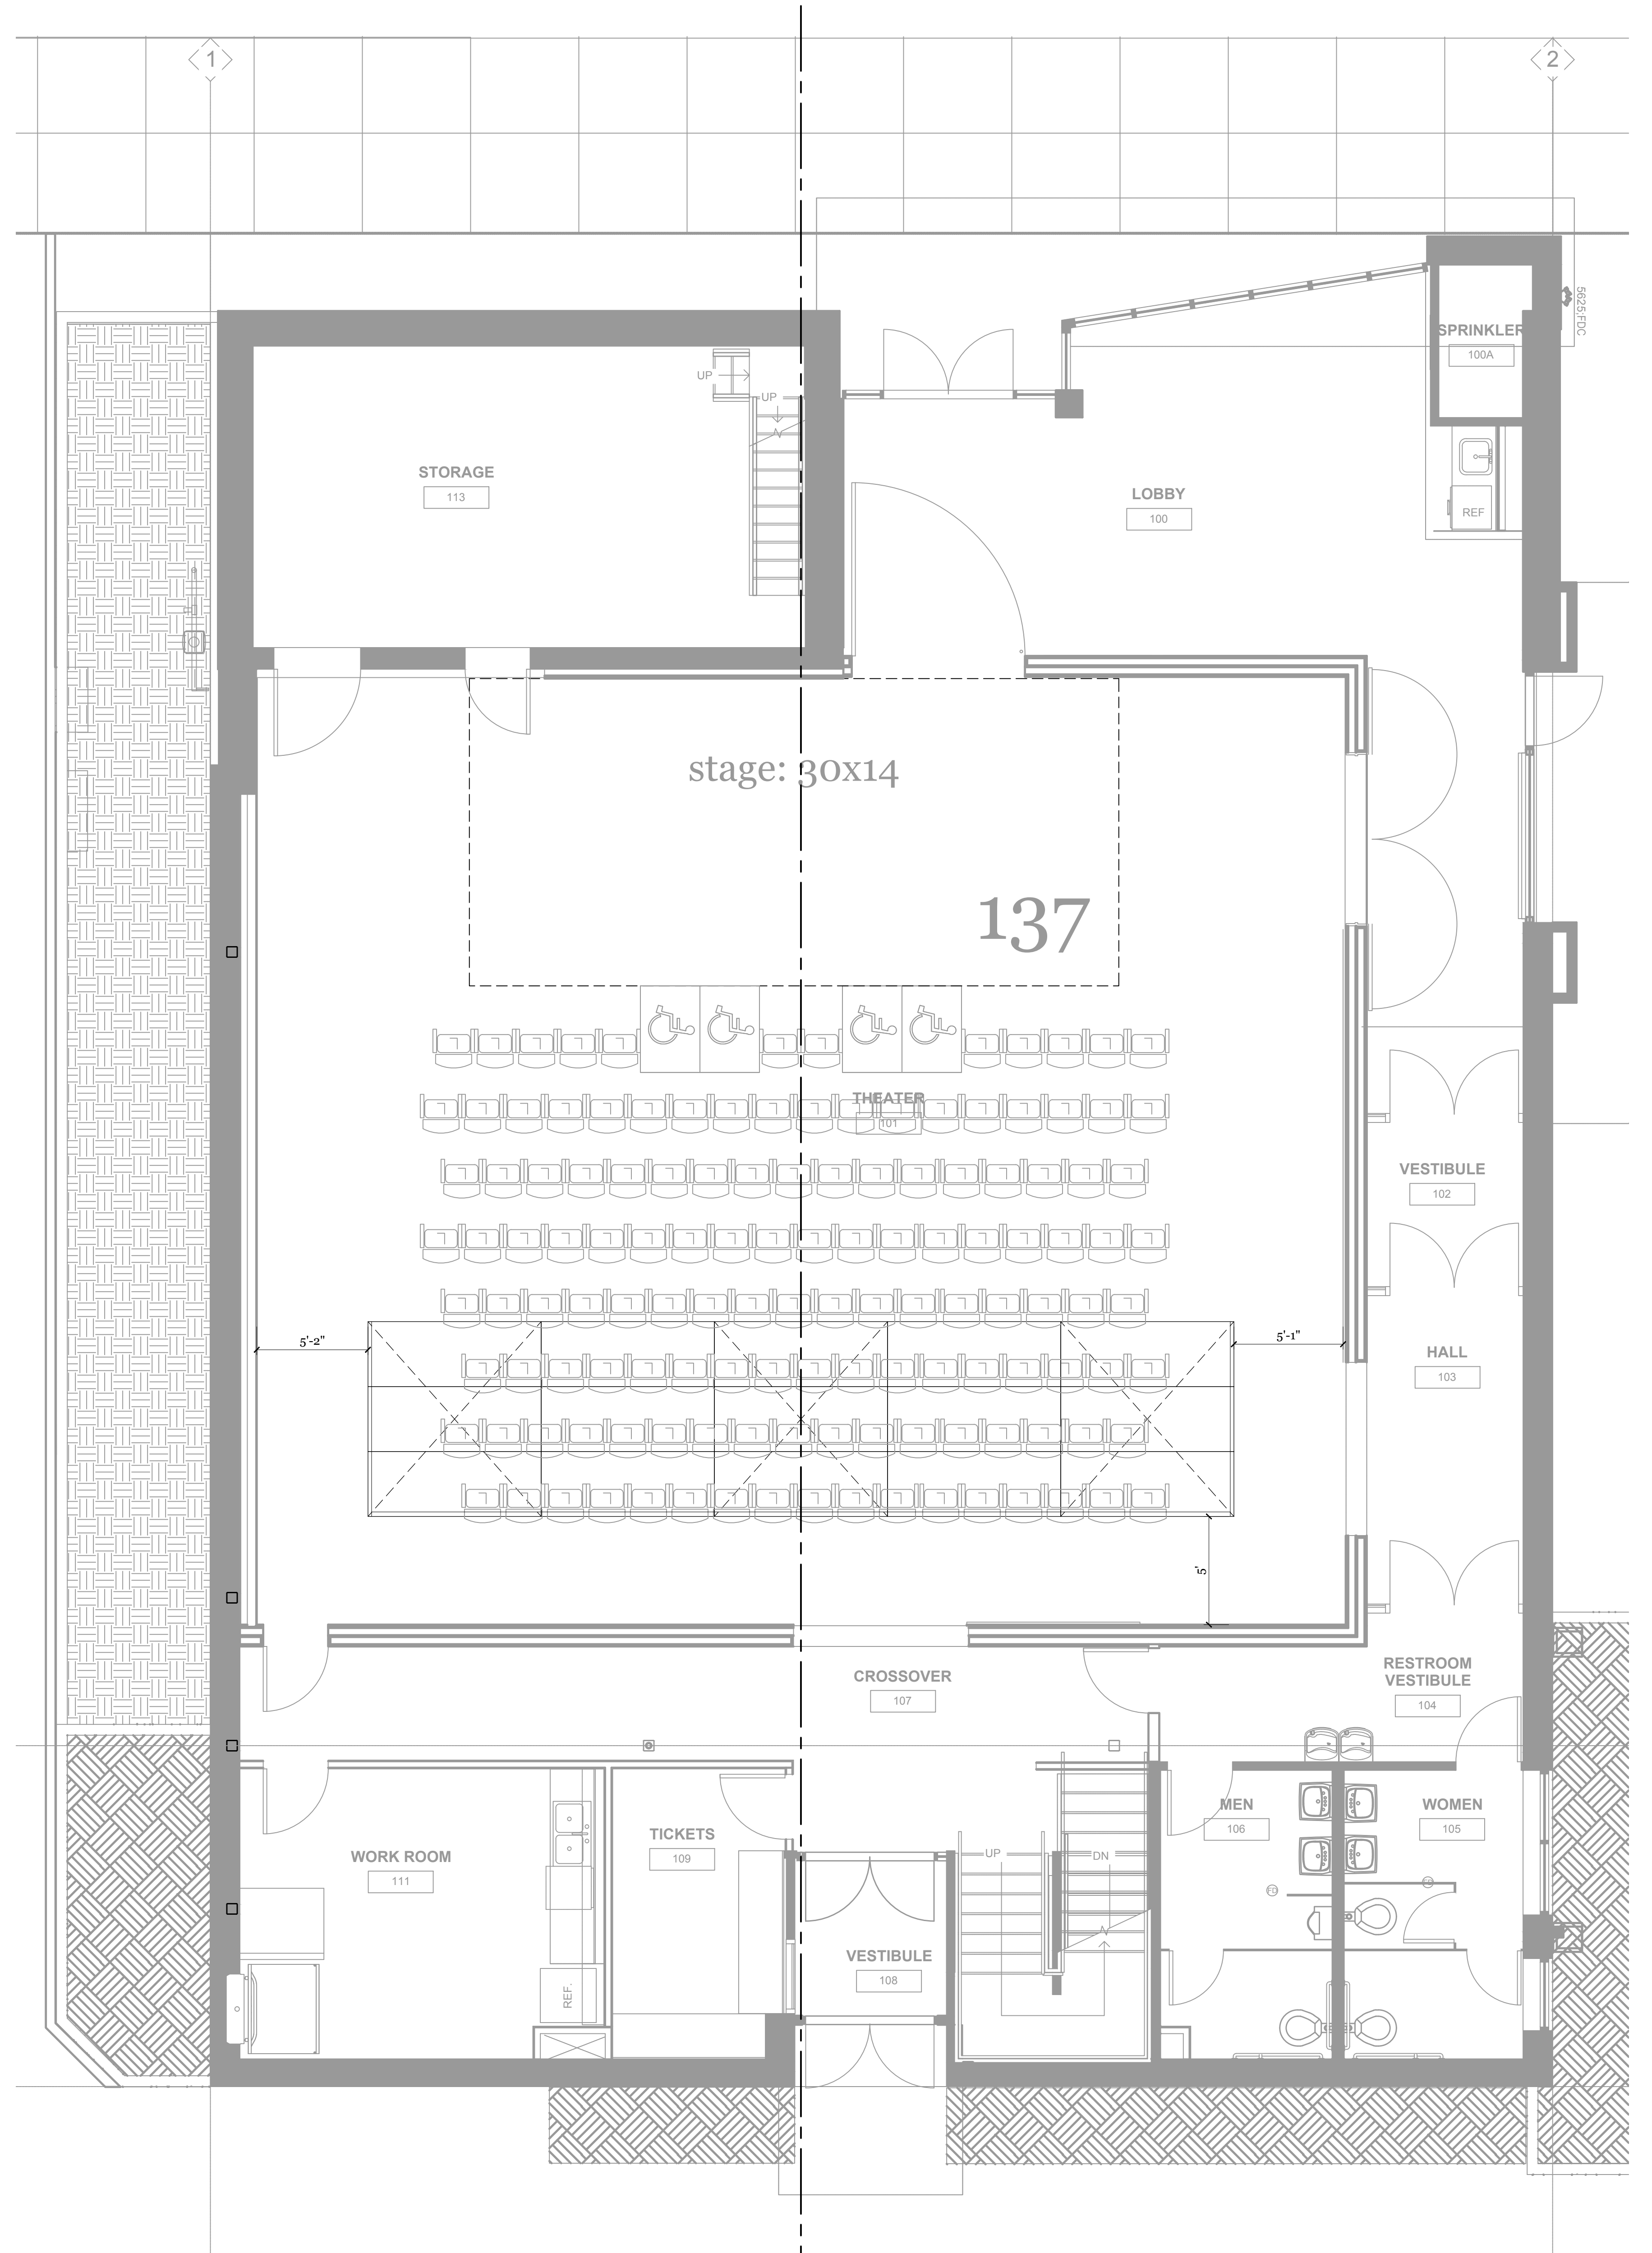 1
2
5625;FDC
SPRINKLER
100A
UP
UP
STORAGE
113
LOBBY
100
REF
stage: 30x14
137
THEATER
101
VESTIBULE
102
5'-2"
5'-1"
HALL
103
5'
RESTROOM
VESTIBULE
104
CROSSOVER
107
MEN
106
WOMEN
105
TICKETS
109
WORK ROOM
111
UP
DN
FD
VESTIBULE
108
REF.